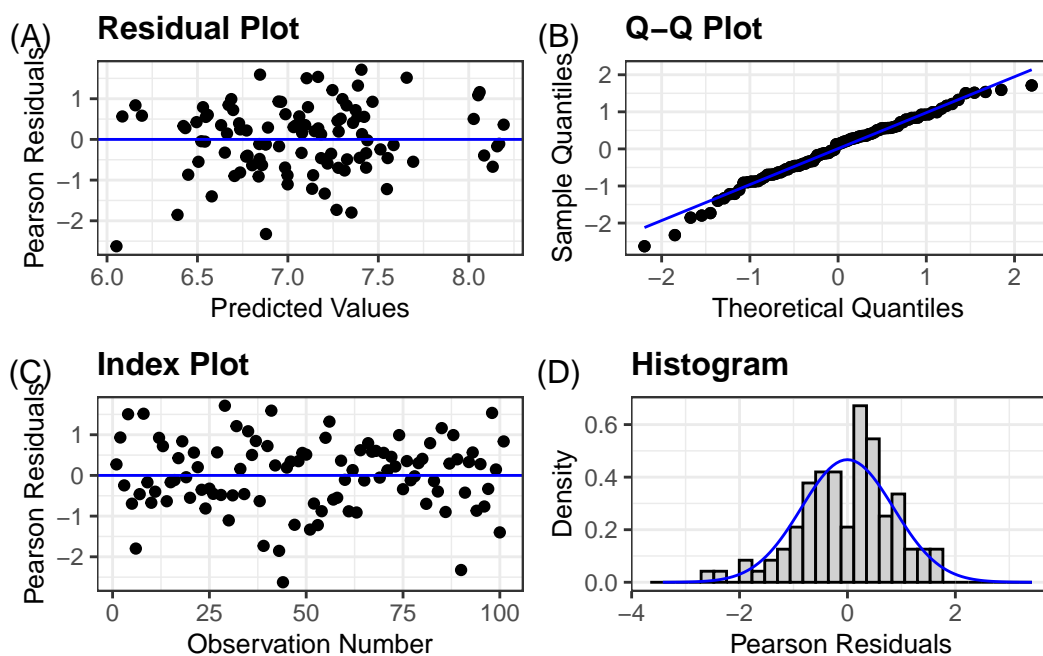 (A)
Residual Plot
Pearson Residuals
1
0
−1
−2
6.0
6.5
7.0
7.5
8.0
Predicted Values
(B)
Q−Q Plot
Sample Quantiles
2
1
0
−1
−2
−2
−1
0
1
2
Theoretical Quantiles
(C)
Index Plot
Pearson Residuals
1
0
−1
−2
0
25
50
75
100
Observation Number
(D)
Histogram
Density
0.6
0.4
0.2
0.0
−4
−2
0
2
Pearson Residuals